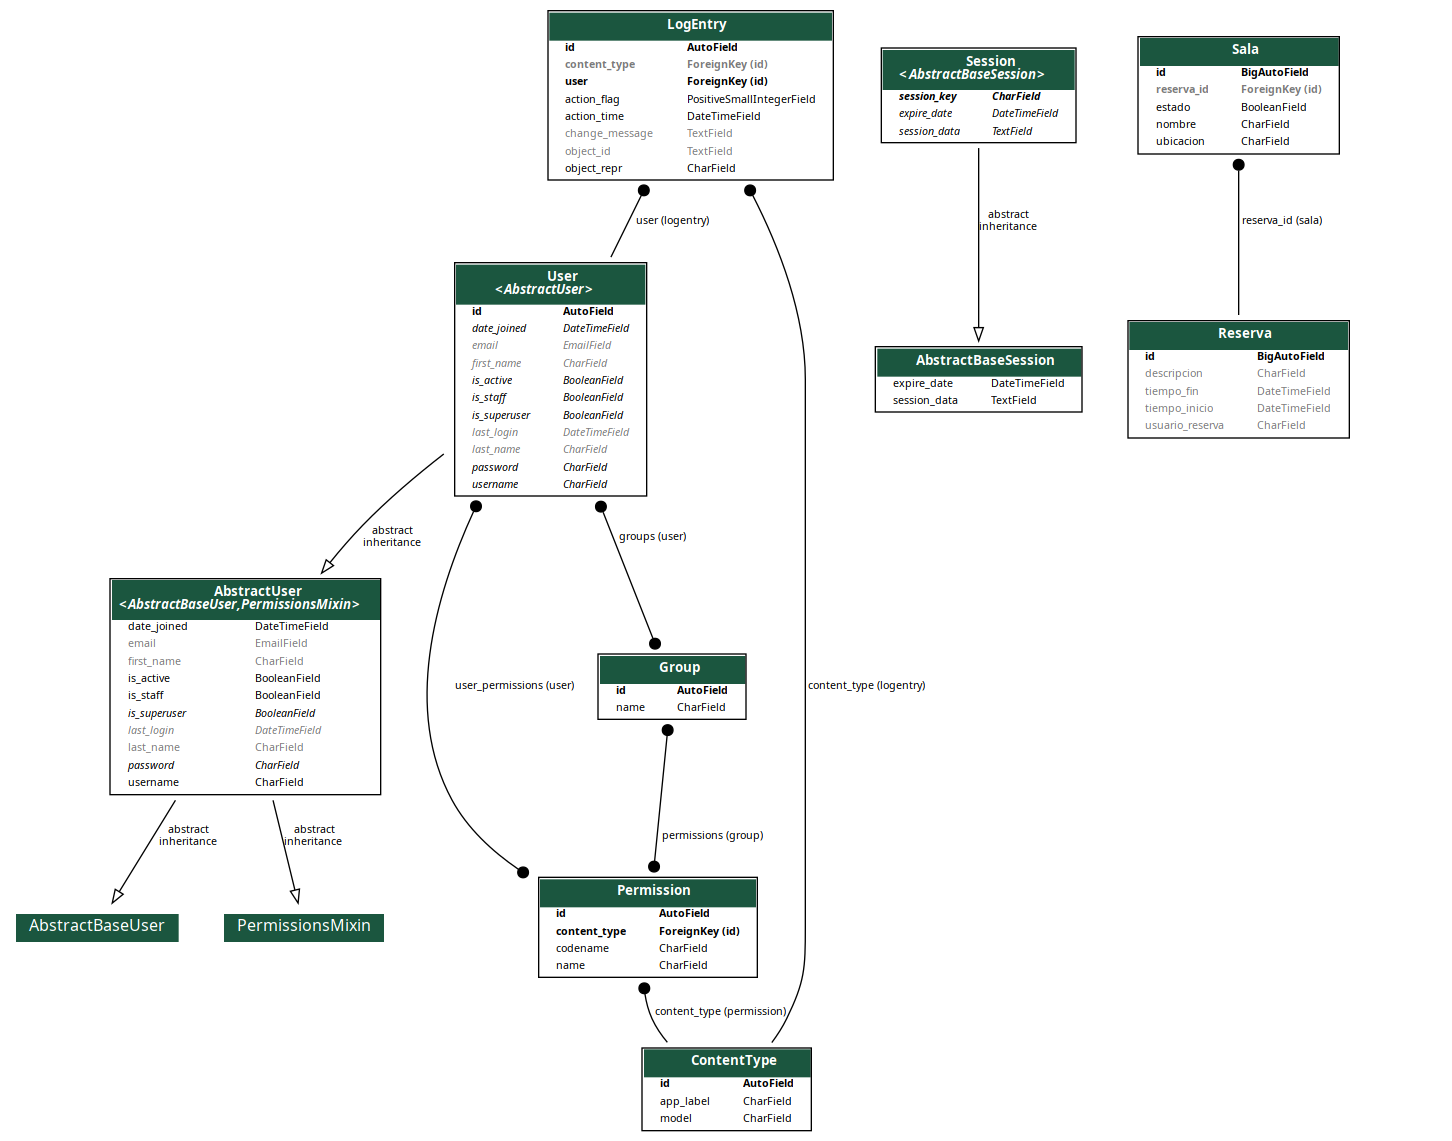 LogEntry
id AutoField
content_type ForeignKey (id)
user ForeignKey (id)
action_flag PositiveSmallIntegerField
action_time DateTimeField
change_message TextField
object_id TextField
object_repr CharField
Session
<AbstractBaseSession>
session_key CharField
expire_date DateTimeField
session_data TextField
Sala
id BigAutoField
reserva_id ForeignKey (id)
estado BooleanField
nombre CharField
ubicacion CharField
user (logentry)
abstract
inheritance
reserva_id (sala)
User
<AbstractUser>
id AutoField
date_joined DateTimeField
email EmailField
first_name CharField
is_active BooleanField
is_staff BooleanField
is_superuser BooleanField
last_login DateTimeField
last_name CharField
password CharField
username CharField
AbstractBaseSession
expire_date DateTimeField
session_data TextField
Reserva
id BigAutoField
descripcion CharField
tiempo_fin DateTimeField
tiempo_inicio DateTimeField
usuario_reserva CharField
abstract
inheritance
groups (user)
AbstractUser
<AbstractBaseUser,PermissionsMixin>
date_joined DateTimeField
email EmailField
first_name CharField
is_active BooleanField
is_staff BooleanField
is_superuser BooleanField
last_login DateTimeField
last_name CharField
password CharField
username CharField
user_permissions (user)
Group
id AutoField
name CharField
content_type (logentry)
abstract
inheritance
abstract
inheritance
permissions (group)
AbstractBaseUser
PermissionsMixin
Permission
id AutoField
content_type ForeignKey (id)
codename CharField
name CharField
content_type (permission)
ContentType
id AutoField
app_label CharField
model CharField